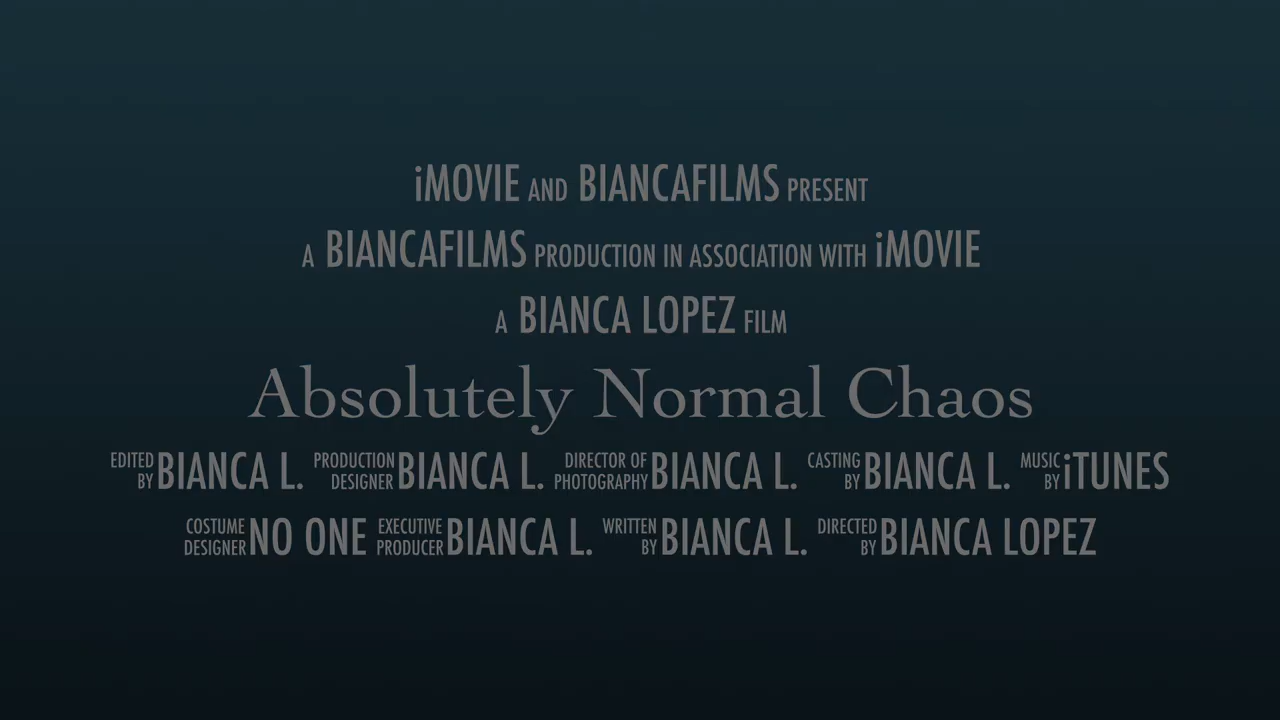 iMOVIE AND BIANCAFILMS PRESENT
A BIANCAFILMS PRODUCTION IN ASSOCIATION WITH iMOVIE
A BIANCA LOPEZ FILM
Absolutely Normal Chaos
EDITED BY BIANCA L. PRODUCTION DESIGNER BIANCA L. DIRECTOR OF PHOTOGRAPHY BIANCA L. CASTING BY BIANCA L. MUSIC BY iTUNES
COSTUME DESIGNER NO ONE EXECUTIVE PRODUCER BIANCA L. WRITTEN BY BIANCA L. DIRECTED BY BIANCA LOPEZ